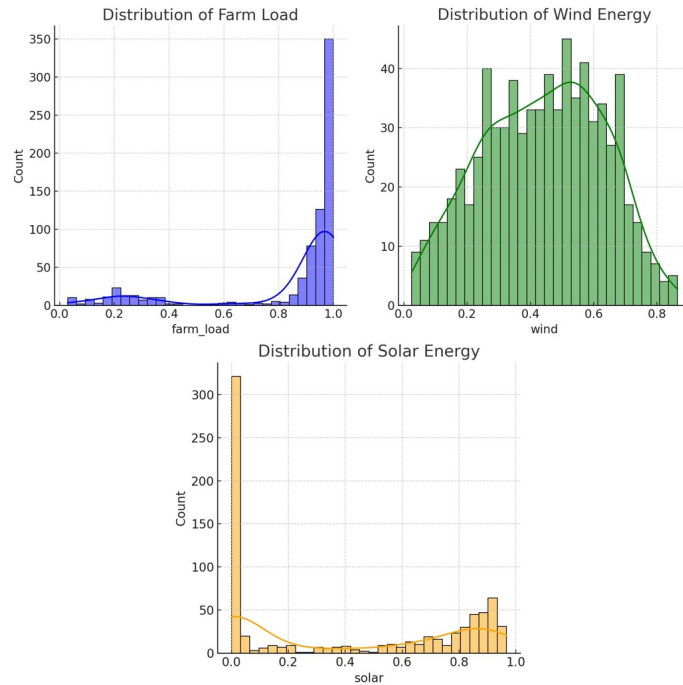 Distribution of Farm Load
350
300
250
200
150
100
50
0
Count
0.0 0.2 0.4 0.6 0.8 1.0
farm_load
Distribution of Wind Energy
40
30
20
10
0
Count
0.0 0.2 0.4 0.6 0.8
wind
Distribution of Solar Energy
300
250
200
150
100
50
0
Count
0.0 0.2 0.4 0.6 0.8 1.0
solar